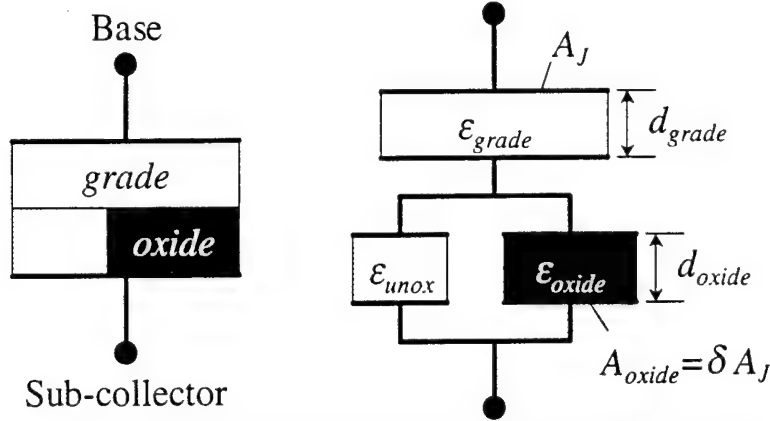 Base
grade
oxide
Sub-collector
A_J
ε_grade
d_grade
ε_unox
ε_oxide
d_oxide
A_oxide=δ A_J